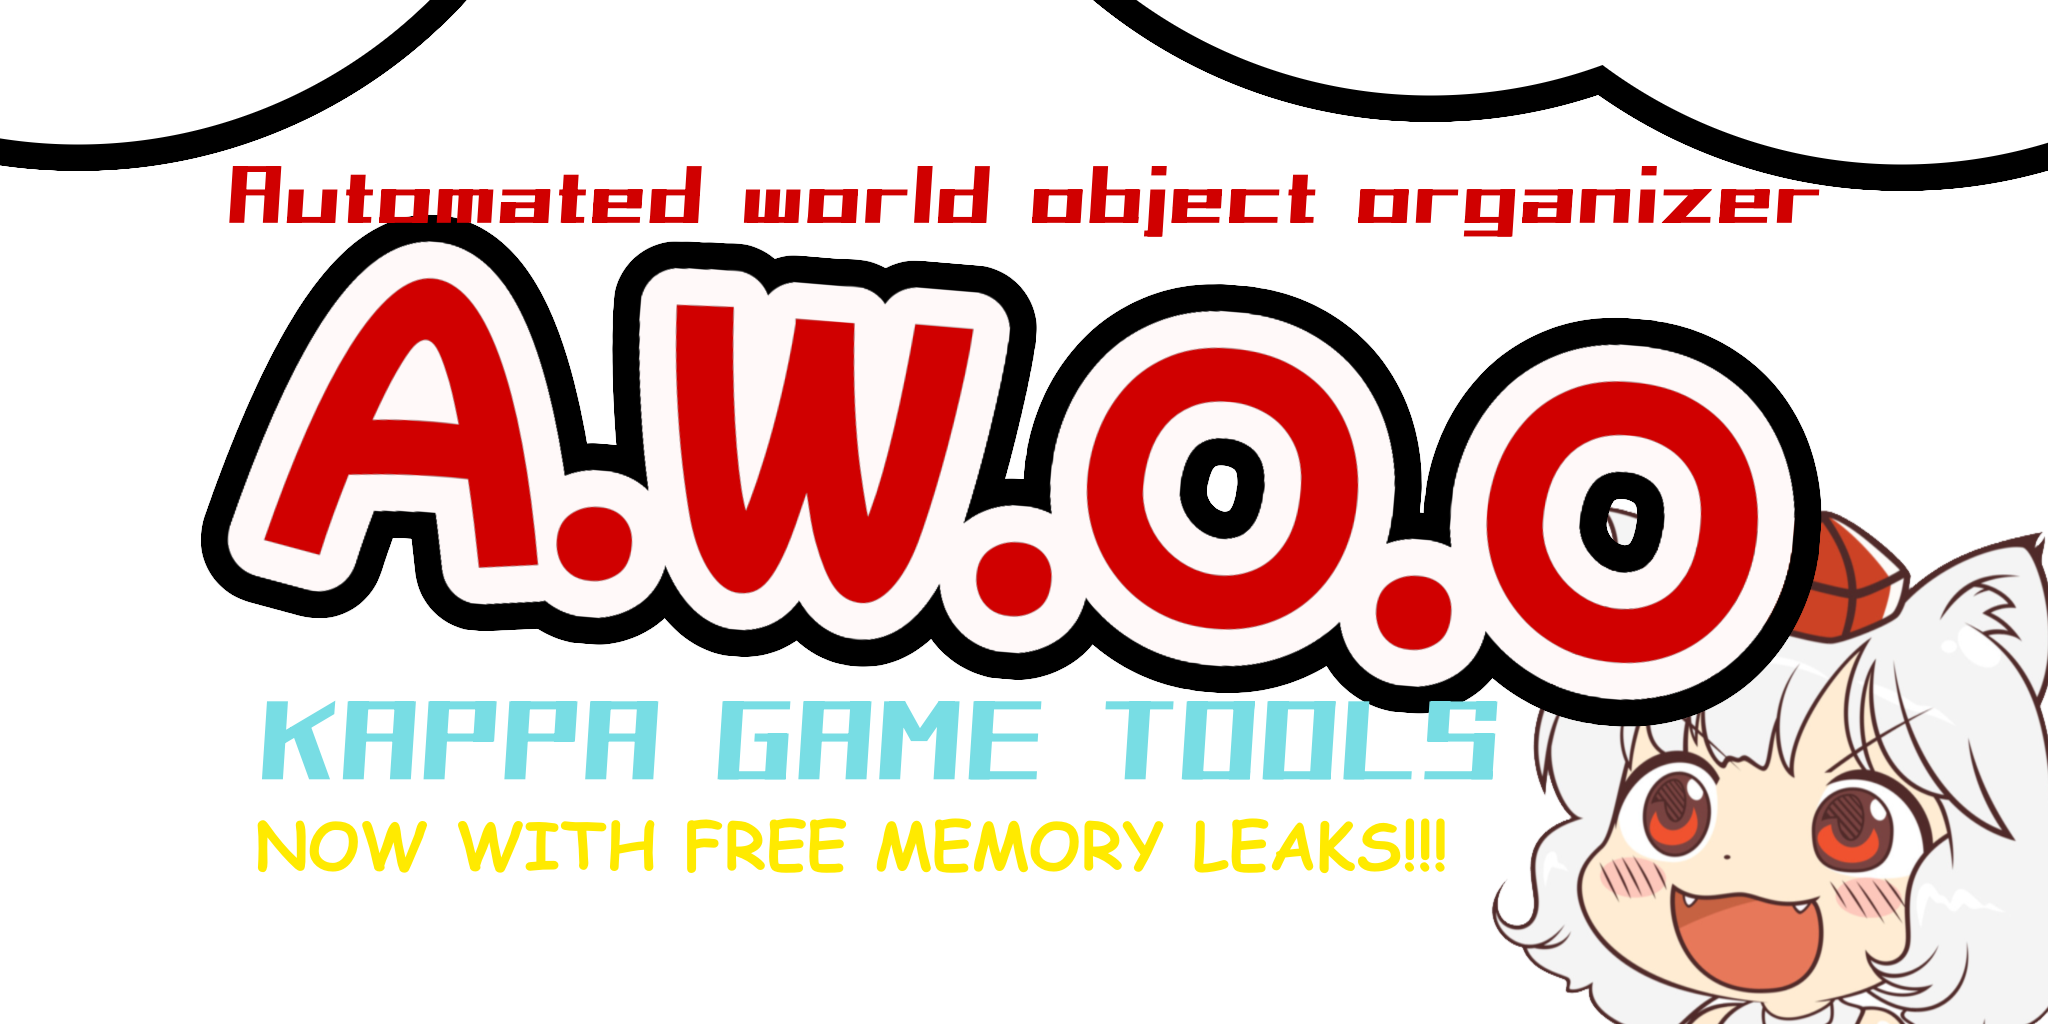 Automated world object organizer
A.W.O.O
KAPPA GAME TOOLS
NOW WITH FREE MEMORY LEAKS!!!